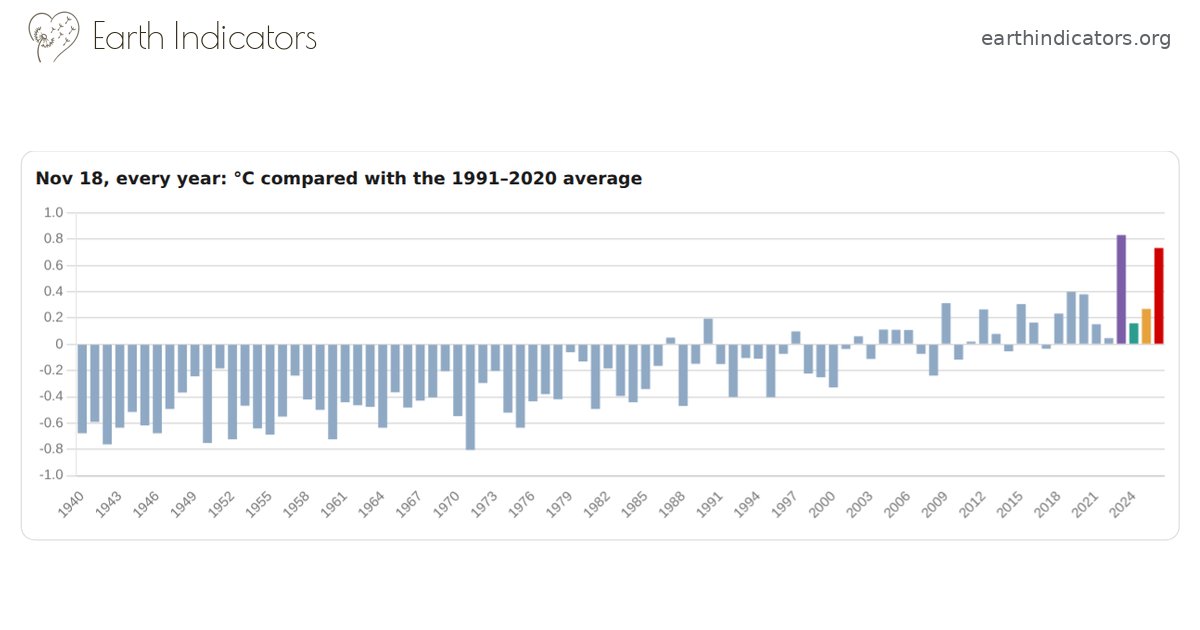 Earth Indicators
earthindicators.org
Nov 18, every year: °C compared with the 1991–2020 average
1.0
0.8
0.6
0.4
0.2
0
-0.2
-0.4
-0.6
-0.8
-1.0
1940 1943 1946 1949 1952 1955 1958 1961 1964 1967 1970 1973 1976 1979 1982 1985 1988 1991 1994 1997 2000 2003 2006 2009 2012 2015 2018 2021 2024